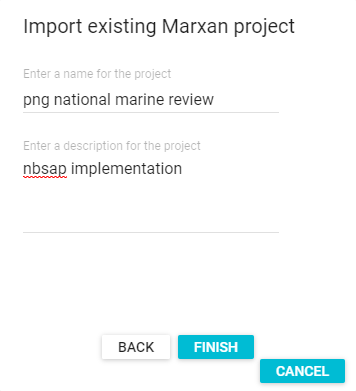 Import existing Marxan project
Enter a name for the project
png national marine review
Enter a description for the project
nbsap implementation
BACK FINISH
CANCEL